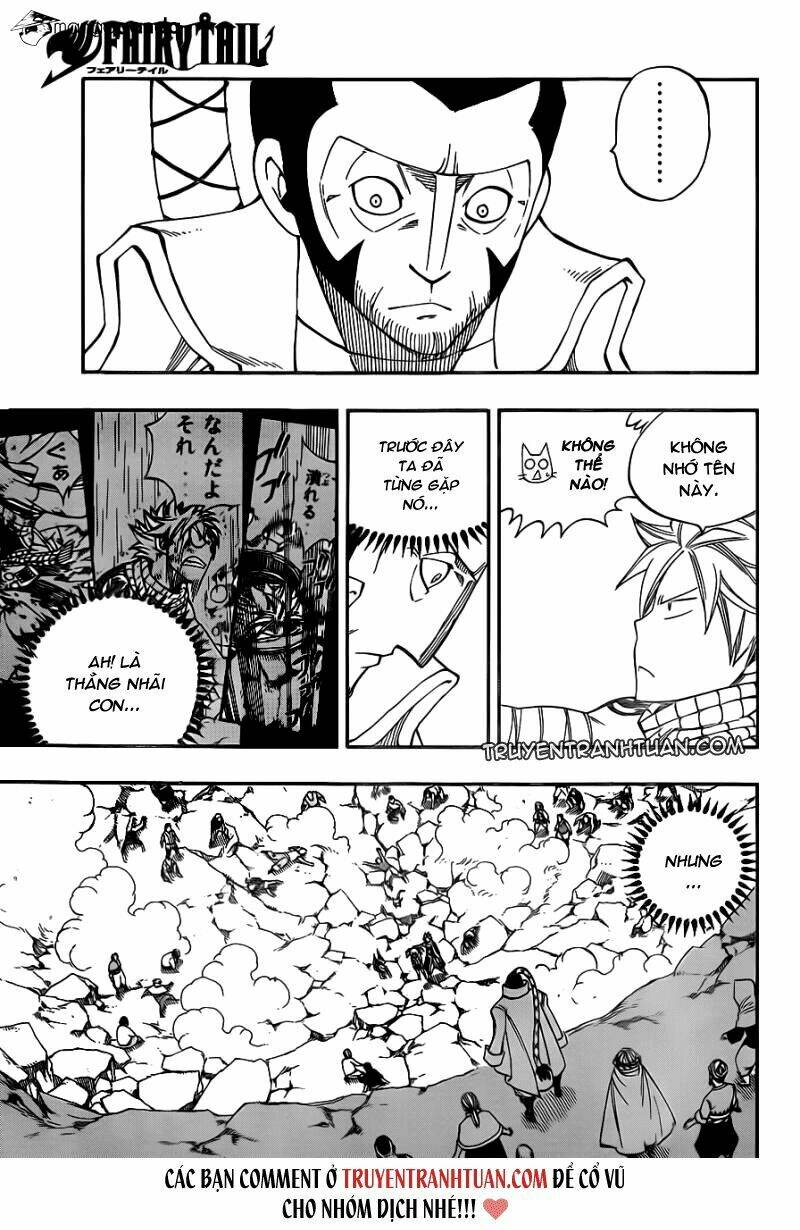 FAIRY TAIL
フェアリーテイル
..........
KHÔNG
NHỚ TÊN
NÀY.
KHÔNG
THỂ
NÀO!
TRƯỚC ĐÂY
TA ĐÃ
TỪNG GẶP
NÓ...
潰れる
なんだよ
それ
ぐあ
AH! LÀ
THẰNG NHÃI
CON...
TRUYENTRANHTUAN.COM
NHƯNG
...
CÁC BẠN COMMENT Ở TRUYENTRANHTUAN.COM ĐỂ CỔ VŨ
CHO NHÓM DỊCH NHÉ!!! ❤